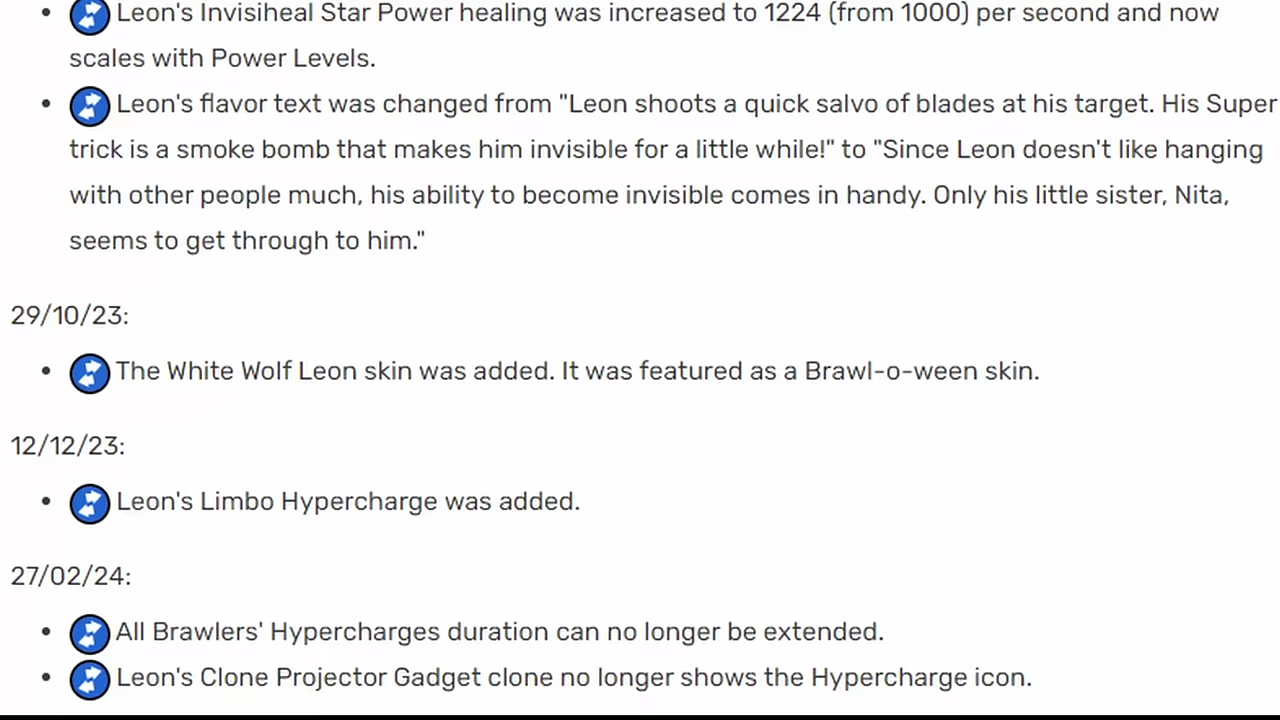 Leon's Invisiheal Star Power healing was increased to 1224 (from 1000) per second and now
scales with Power Levels.
Leon's flavor text was changed from "Leon shoots a quick salvo of blades at his target. His Super
trick is a smoke bomb that makes him invisible for a little while!" to "Since Leon doesn't like hanging
with other people much, his ability to become invisible comes in handy. Only his little sister, Nita,
seems to get through to him."
29/10/23:
The White Wolf Leon skin was added. It was featured as a Brawl-o-ween skin.
12/12/23:
Leon's Limbo Hypercharge was added.
27/02/24:
All Brawlers' Hypercharges duration can no longer be extended.
Leon's Clone Projector Gadget clone no longer shows the Hypercharge icon.